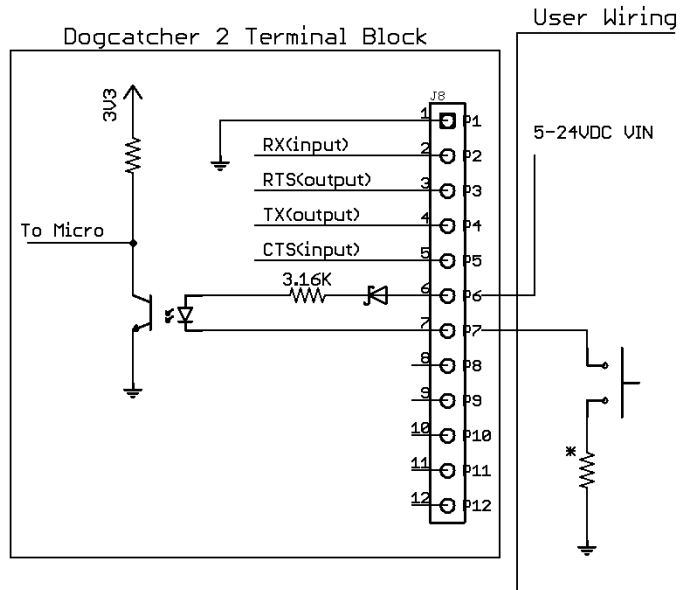 User Wiring
Dogcatcher 2 Terminal Block
J8
3V3
1 P1
RX(input) 2 P2
5-24VDC VIN
RTS(output) 3 P3
TX(output) 4 P4
To Micro
CTS(input) 5 P5
3.16K
6 P6
7 P7
8 P8
9 P9
10 P10
11 P11
12 P12
*